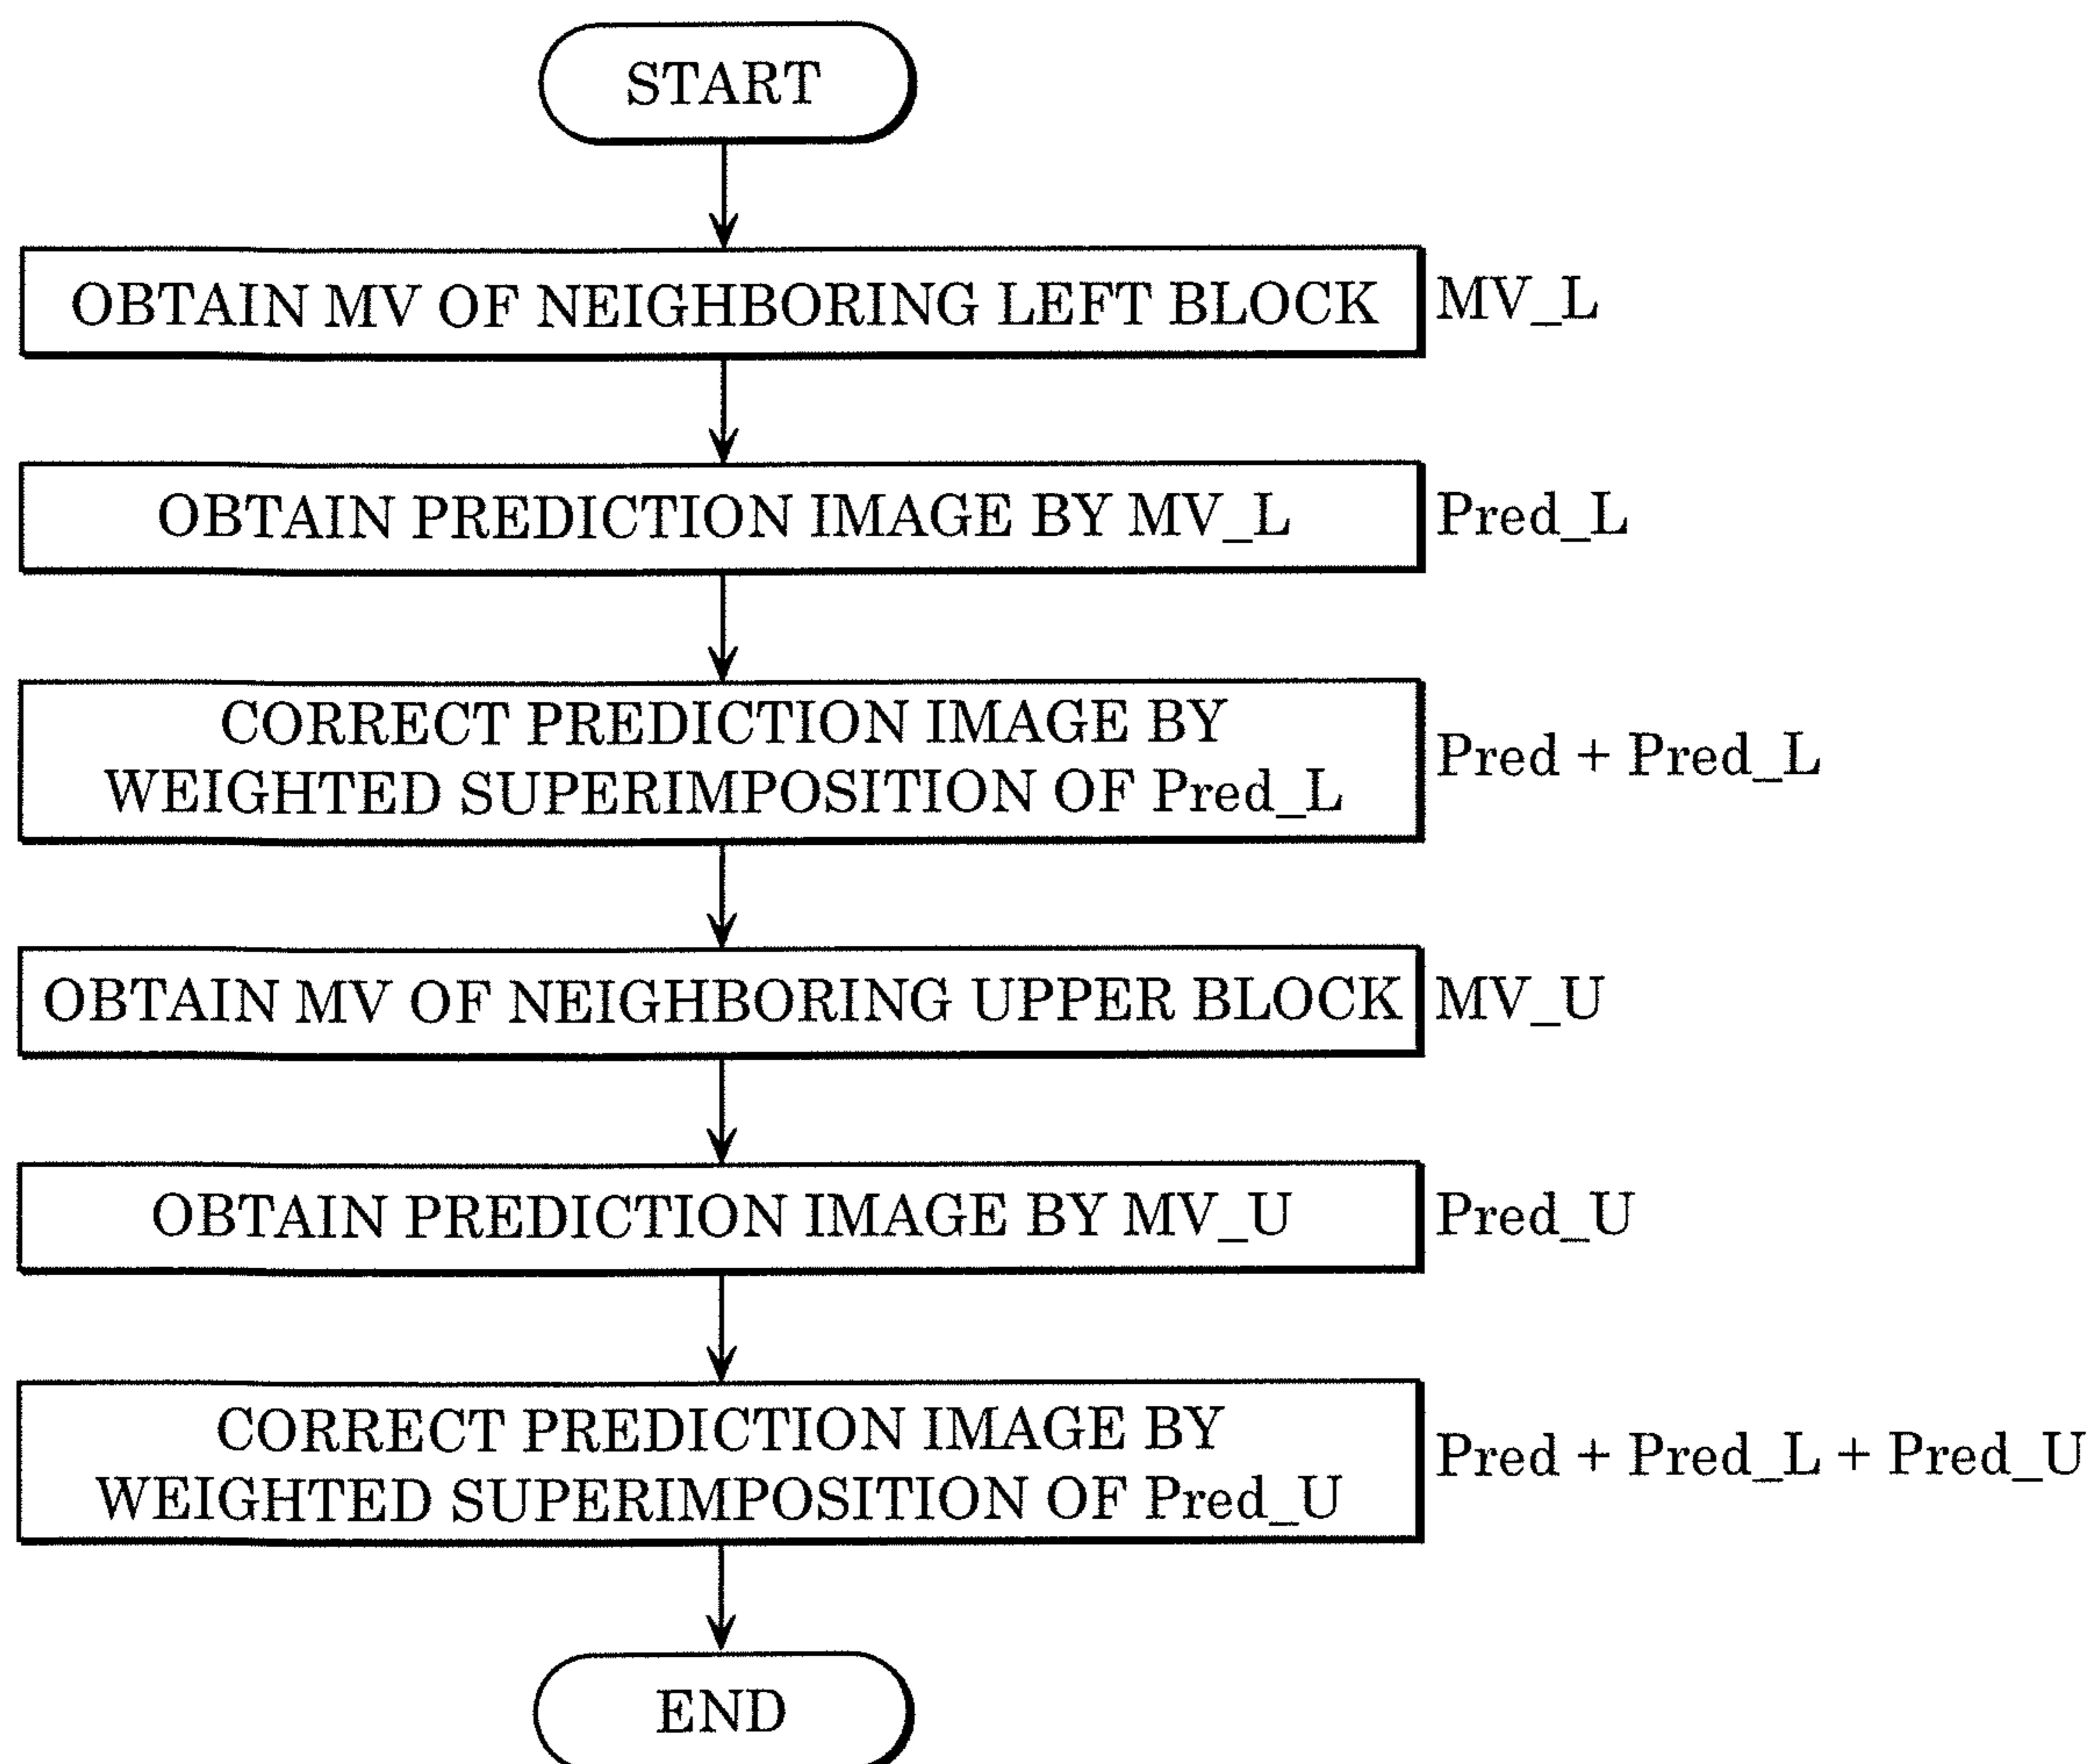 START
OBTAIN MV OF NEIGHBORING LEFT BLOCK
MV_L
OBTAIN PREDICTION IMAGE BY MV_L
Pred_L
CORRECT PREDICTION IMAGE BY
WEIGHTED SUPERIMPOSITION OF Pred_L
Pred + Pred_L
OBTAIN MV OF NEIGHBORING UPPER BLOCK
MV_U
OBTAIN PREDICTION IMAGE BY MV_U
Pred_U
CORRECT PREDICTION IMAGE BY
WEIGHTED SUPERIMPOSITION OF Pred_U
Pred + Pred_L + Pred_U
END